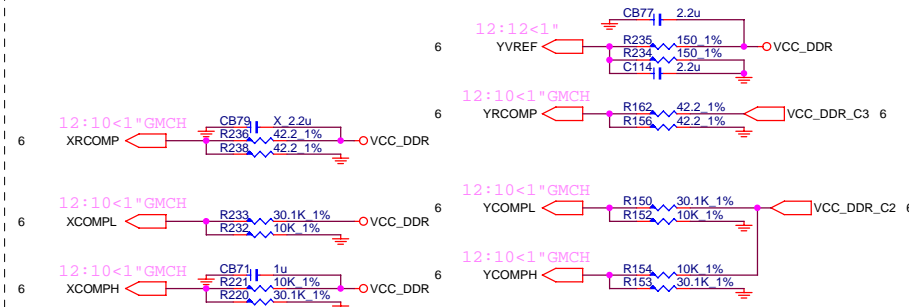 CB77 2.2u
12:12<1"
6 YVREF R235 150_1% VCC_DDR
R234 150_1%
C114 2.2u
12:10<1"GMCH
6 YRCOMP R162 42.2_1% VCC_DDR_C3 6
R156 42.2_1%
12:10<1"GMCH
CB79 X_2.2u
6 XRCOMP R236 42.2_1% VCC_DDR
R238 42.2_1%
12:10<1"GMCH
6 XCOMPL R233 30.1K_1% VCC_DDR
R232 10K_1%
12:10<1"GMCH
6 YCOMPL R150 30.1K_1% VCC_DDR_C2 6
R152 10K_1%
12:10<1"GMCH
CB71 1u
6 XCOMPH R221 10K_1% VCC_DDR
R220 30.1K_1%
12:10<1"GMCH
6 YCOMPH R154 10K_1%
R153 30.1K_1%